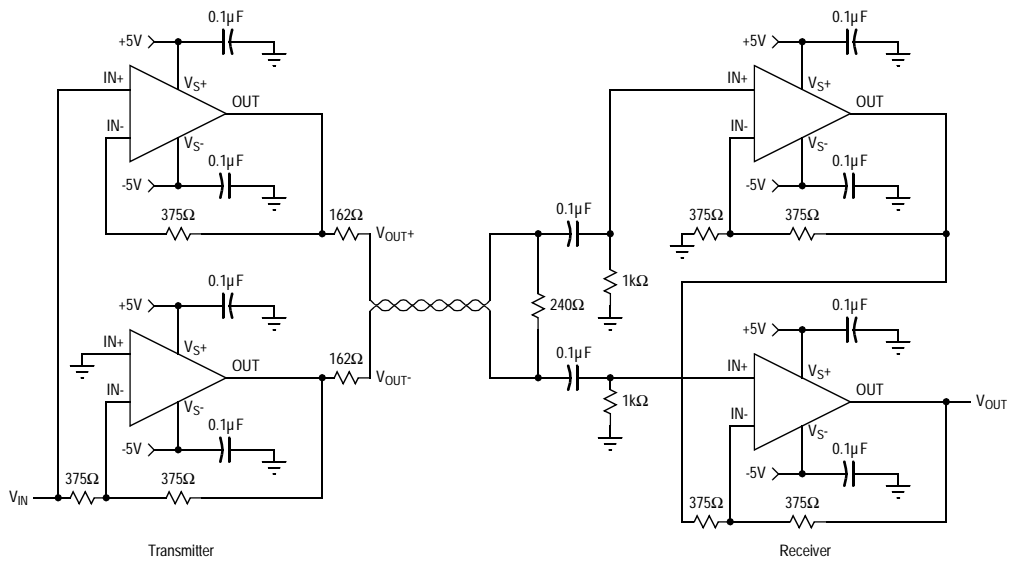 0.1μF
+5V
IN+
VS+
OUT
IN-
VS-
0.1μF
-5V
375Ω
162Ω
VOUT+
0.1μF
+5V
IN+
VS+
OUT
162Ω
VOUT-
IN-
VS-
0.1μF
-5V
375Ω
375Ω
VIN
Transmitter
0.1μF
1kΩ
240Ω
0.1μF
1kΩ
0.1μF
+5V
IN+
VS+
OUT
IN-
VS-
0.1μF
-5V
375Ω
375Ω
0.1μF
+5V
IN+
VS+
OUT
VOUT
IN-
VS-
0.1μF
-5V
375Ω
375Ω
Receiver